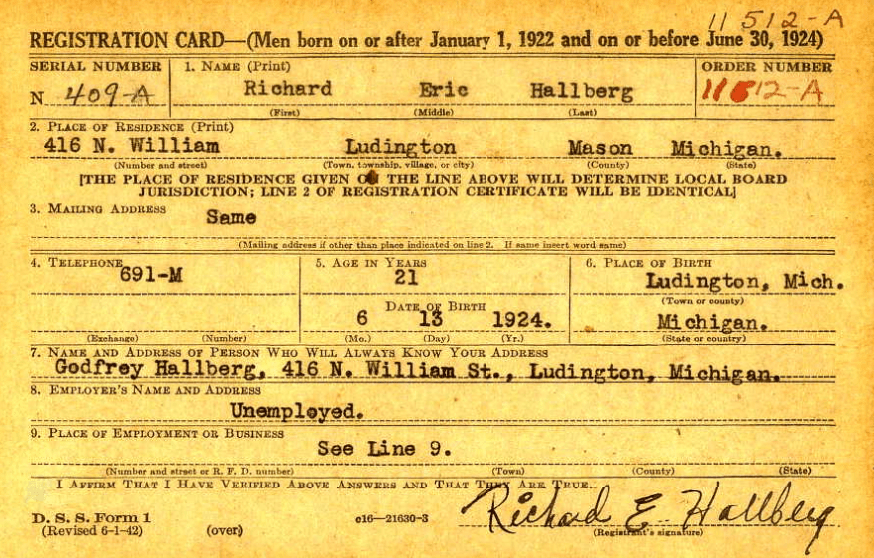 11 512-A
REGISTRATION CARD—(Men born on or after January 1, 1922 and on or before June 30, 1924)
SERIAL NUMBER 1. NAME (Print) ORDER NUMBER
N 409-A Richard Eric Hallberg 11512-A
(First) (Middle) (Last)
2. PLACE OF RESIDENCE (Print)
416 N. William Ludington Mason Michigan.
(Number and street) (Town, township, village, or city) (County) (State)
[THE PLACE OF RESIDENCE GIVEN ON THE LINE ABOVE WILL DETERMINE LOCAL BOARD
JURISDICTION; LINE 2 OF REGISTRATION CERTIFICATE WILL BE IDENTICAL]
3. MAILING ADDRESS
Same
(Mailing address if other than place indicated on line 2. If same insert word same)
4. TELEPHONE 5. AGE IN YEARS 6. PLACE OF BIRTH
691-M 21 Ludington, Mich.
(Town or county)
DATE OF BIRTH
6 13 1924. Michigan.
(Exchange) (Number) (Mo.) (Day) (Yr.) (State or country)
7. NAME AND ADDRESS OF PERSON WHO WILL ALWAYS KNOW YOUR ADDRESS
Godfrey Hallberg, 416 N. William St., Ludington, Michigan.
8. EMPLOYER'S NAME AND ADDRESS
Unemployed.
9. PLACE OF EMPLOYMENT OR BUSINESS
See Line 9.
(Number and street or R. F. D. number) (Town) (County) (State)
I AFFIRM THAT I HAVE VERIFIED ABOVE ANSWERS AND THAT THEY ARE TRUE.
Richard E. Hallberg
D. S. S. Form 1
(Revised 6-1-42) (over) c16—21630-3 (Registrant's signature)